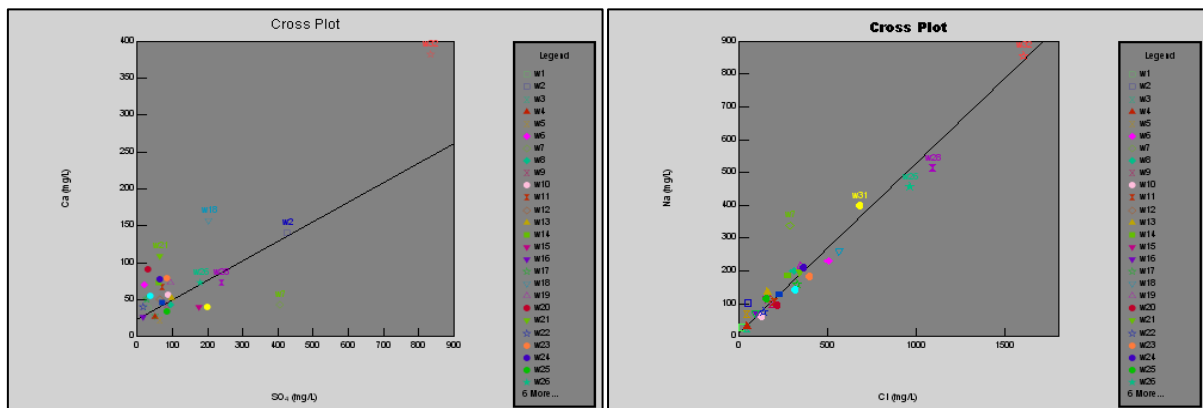 Cross Plot
Ca (mg/L)
400
350
300
250
200
150
100
50
0
0 100 200 300 400 500 600 700 800 900
SO₄ (mg/L)
w18
w2
w21
Legend
w1
w2
w3
w4
w5
w6
w7
w8
w9
w10
w11
w12
w13
w14
w15
w16
w17
w18
w19
w20
w21
w22
w23
w24
w25
w26
6 More...
Cross Plot
Na (mg/L)
900
800
700
600
500
400
300
200
100
0
0 500 1000 1500
Cl (mg/L)
w28
w31
Legend
w1
w2
w3
w4
w5
w6
w7
w8
w9
w10
w11
w12
w13
w14
w15
w16
w17
w18
w19
w20
w21
w22
w23
w24
w25
w26
6 More...